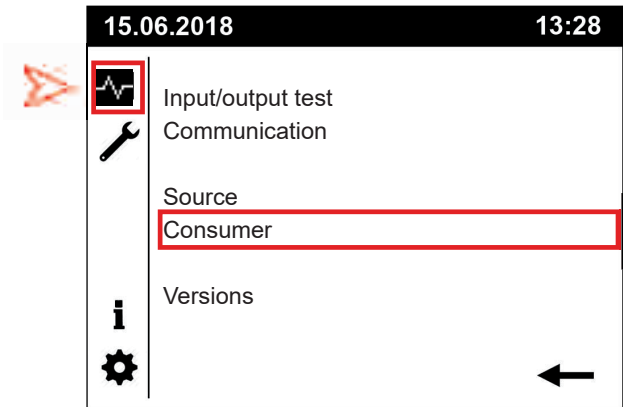 15.06.2018 13:28
Input/output test
Communication
Source
Consumer
Versions
i